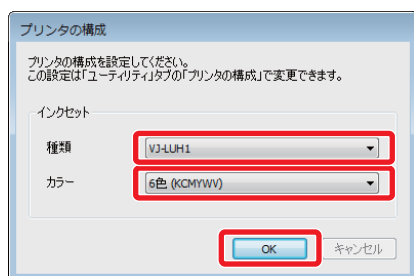 プリンタの構成
プリンタの構成を設定してください。
この設定は「ユーティリティ」タブの「プリンタの構成」で変更できます。
インクセット
種類
VJ-LUH1
カラー
6色 (KCMYWV)
OK
キャンセル